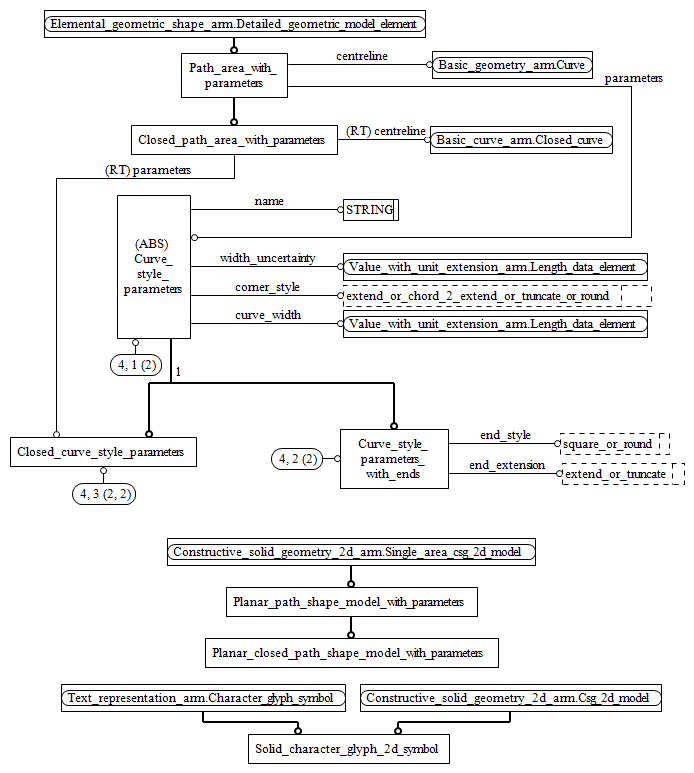 Elemental_geometric_shape_arm.Detailed_geometric_model_element
centreline
Path_area_with_
parameters
Basic_geometry_arm.Curve
parameters
(RT) centreline
Closed_path_area_with_parameters
Basic_curve_arm.Closed_curve
(RT) parameters
name
STRING
(ABS)
Curve_
style_
parameters
width_uncertainty
Value_with_unit_extension_arm.Length_data_element
corner_style
extend_or_chord_2_extend_or_truncate_or_round
curve_width
Value_with_unit_extension_arm.Length_data_element
4, 1 (2)
1
Closed_curve_style_parameters
4, 3 (2, 2)
4, 2 (2)
Curve_style_
parameters_
with_ends
end_style
square_or_round
end_extension
extend_or_truncate
Constructive_solid_geometry_2d_arm.Single_area_csg_2d_model
Planar_path_shape_model_with_parameters
Planar_closed_path_shape_model_with_parameters
Text_representation_arm.Character_glyph_symbol
Constructive_solid_geometry_2d_arm.Csg_2d_model
Solid_character_glyph_2d_symbol